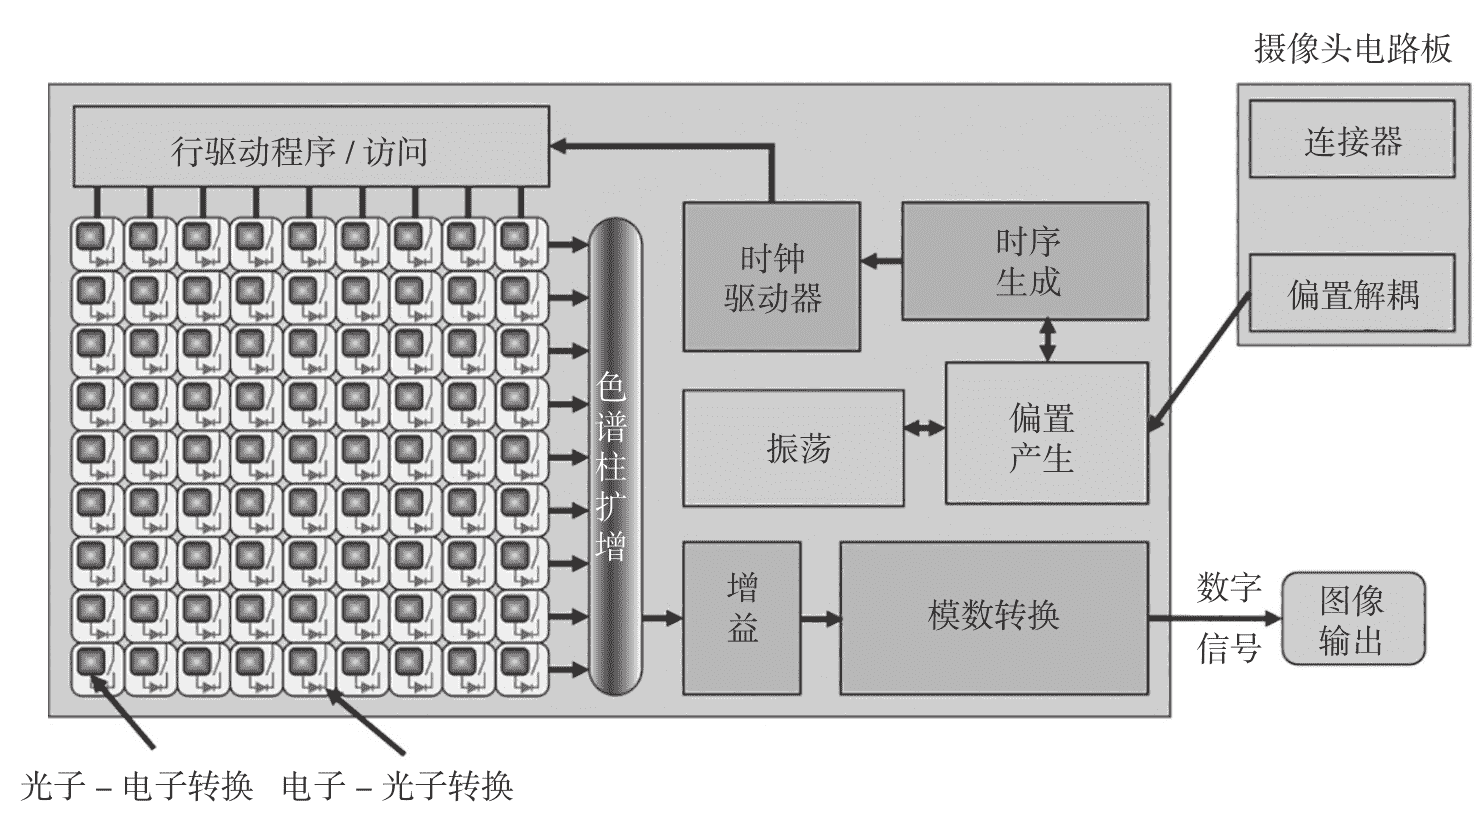 摄像头电路板
行驱动程序/访问
连接器
时钟
驱动器
时序
生成
偏置解耦
色谱柱扩增
振荡
偏置
产生
增
益
模数转换
数字
信号
图像
输出
光子–电子转换
电子–光子转换